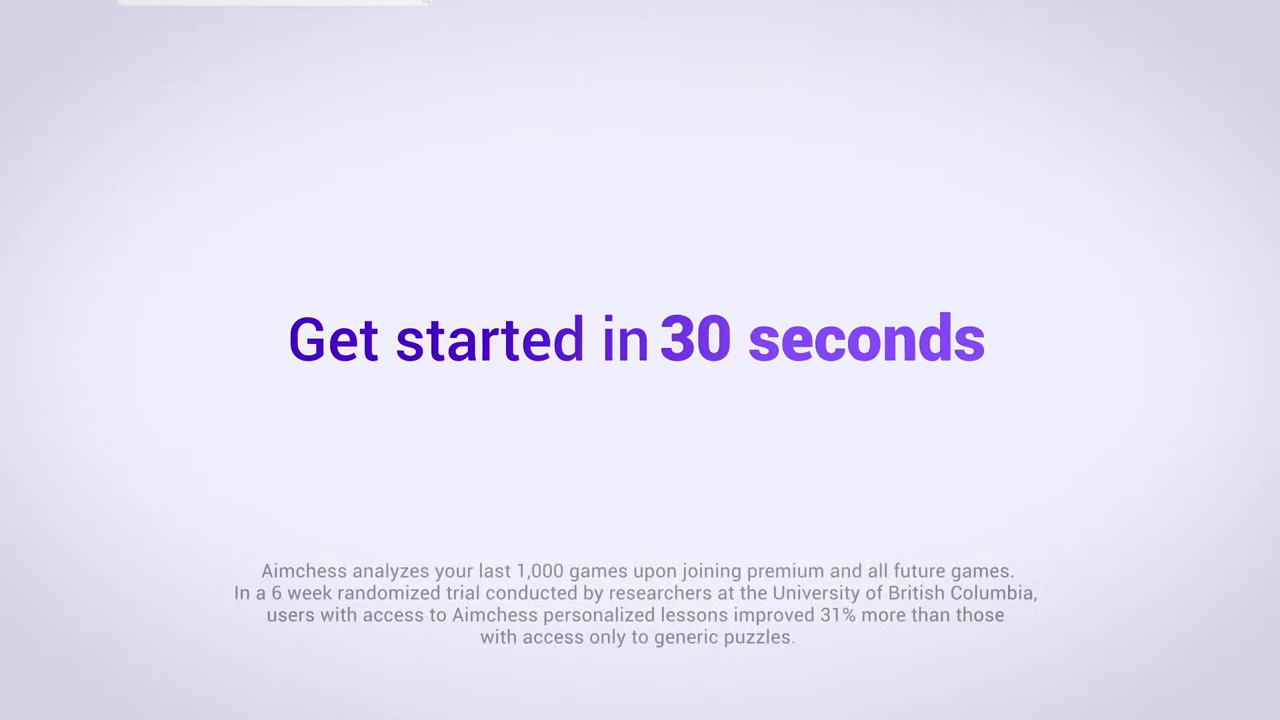 Get started in 30 seconds
Aimchess analyzes your last 1,000 games upon joining premium and all future games.
In a 6 week randomized trial conducted by researchers at the University of British Columbia,
users with access to Aimchess personalized lessons improved 31% more than those
with access only to generic puzzles.